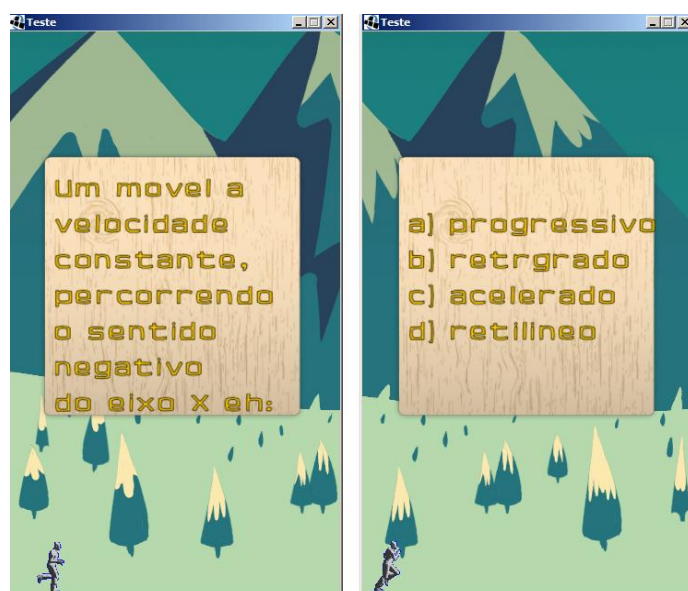 Teste
Um movel a
velocidade
constante,
percorrendo
o sentido
negativo
do eixo X eh:
Teste
a) progressivo
b) retrgrado
c) acelerado
d) retilineo